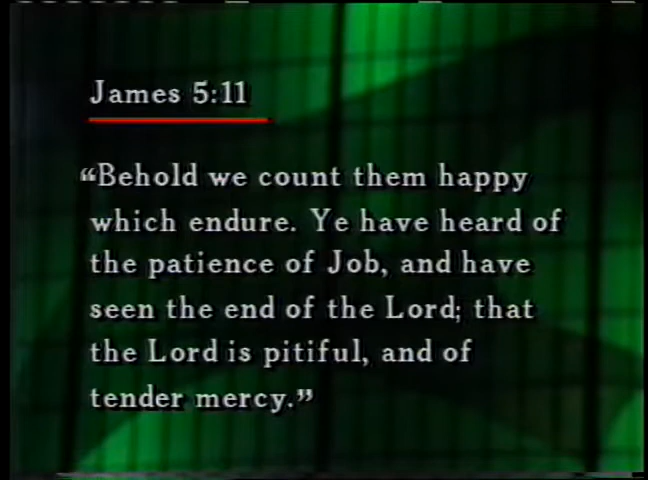 James 5:11
“Behold we count them happy
which endure. Ye have heard of
the patience of Job, and have
seen the end of the Lord; that
the Lord is pitiful, and of
tender mercy.”